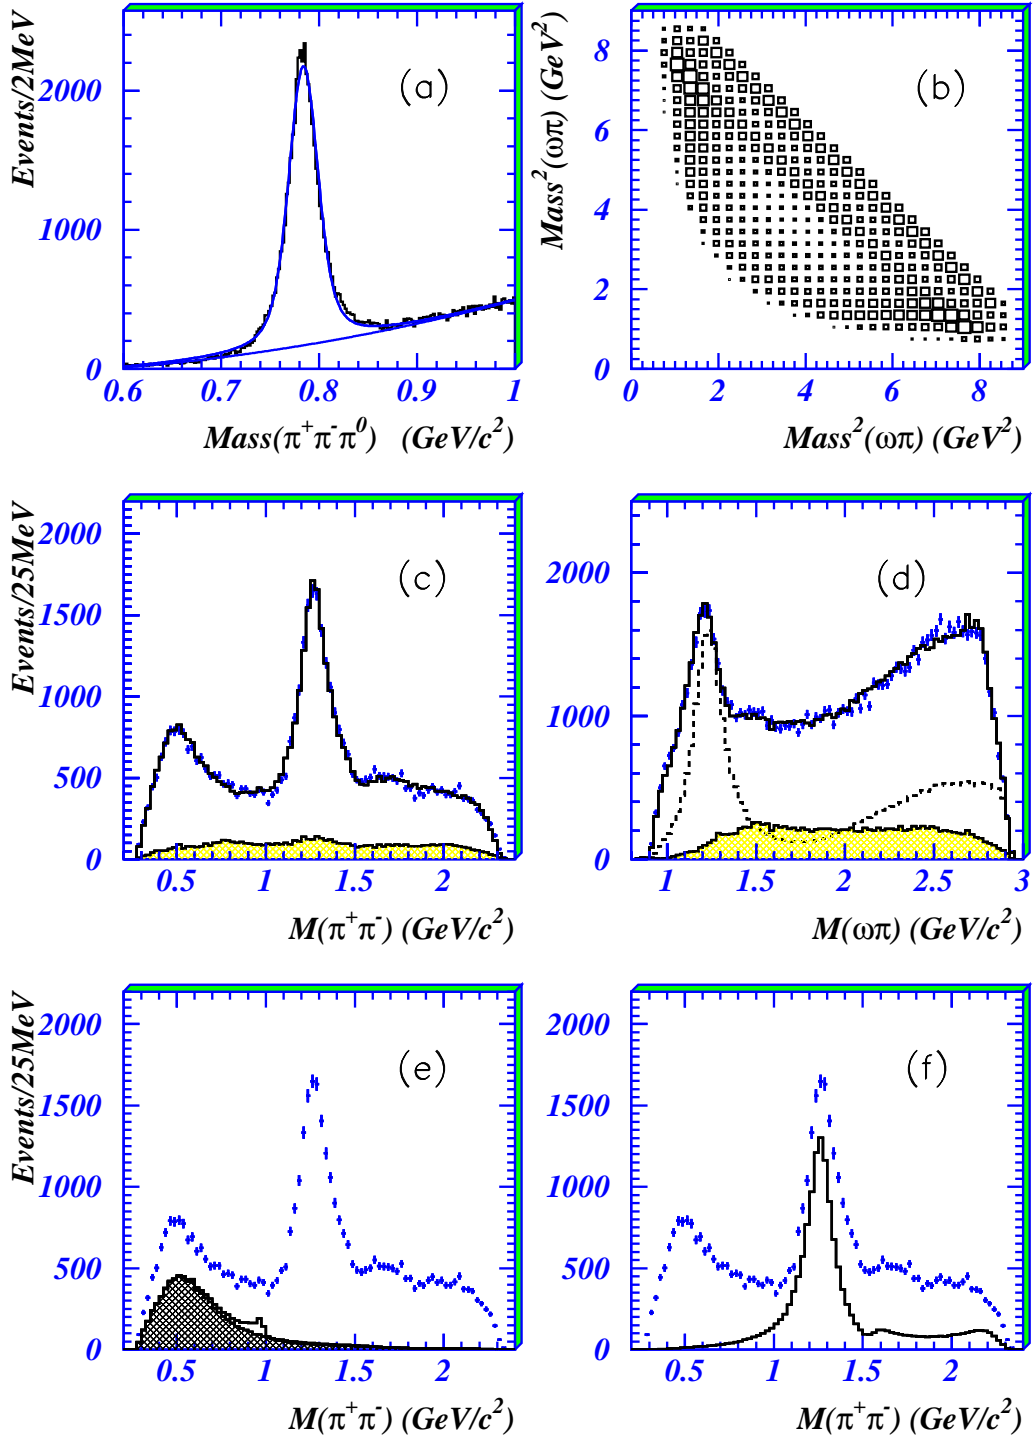 Events/2MeV
2000
1000
0
(a)
0.6 0.7 0.8 0.9 1
Mass(π⁺π⁻π⁰) (GeV/c²)
Mass²(ωπ) (GeV²)
8
6
4
2
0
(b)
0 2 4 6 8
Mass²(ωπ) (GeV²)
Events/25MeV
2000
1500
1000
500
0
(c)
0.5 1 1.5 2
M(π⁺π⁻) (GeV/c²)
2000
1000
0
(d)
1 1.5 2 2.5 3
M(ωπ) (GeV/c²)
Events/25MeV
2000
1500
1000
500
0
(e)
0.5 1 1.5 2
M(π⁺π⁻) (GeV/c²)
2000
1500
1000
500
0
(f)
0.5 1 1.5 2
M(π⁺π⁻) (GeV/c²)